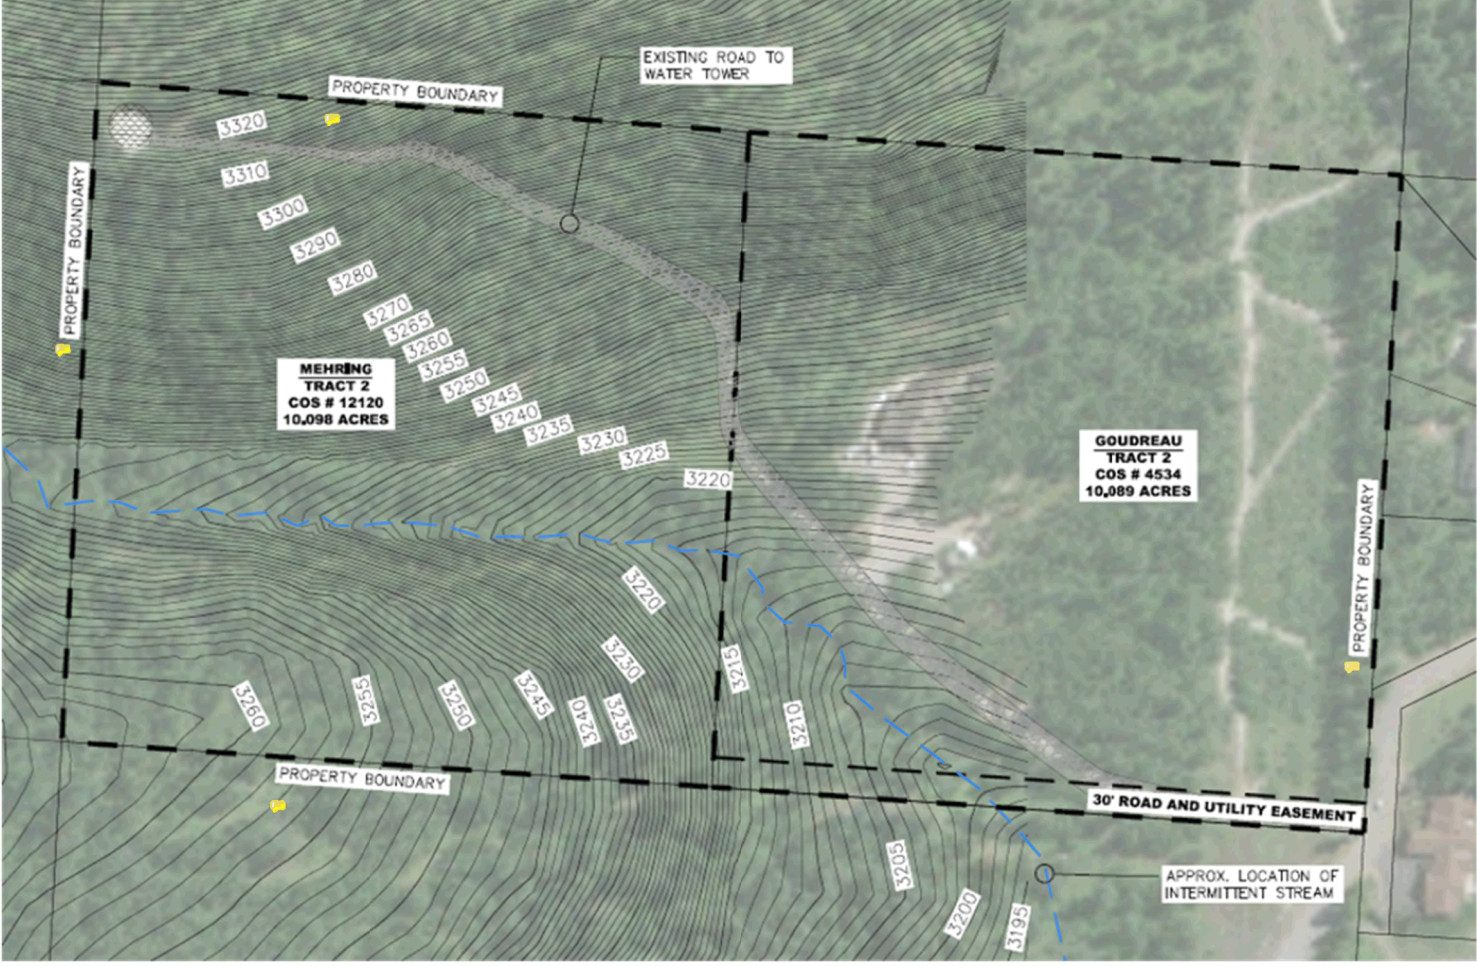 EXISTING ROAD TO
WATER TOWER
PROPERTY BOUNDARY
3320
3310
3300
3290
3280
3270
3265
3260
3255
3250
3245
3240
3235
3230
3225
3220
PROPERTY BOUNDARY
MEHRING
TRACT 2
COS # 12120
10.098 ACRES
GOUDREAU
TRACT 2
COS # 4534
10.089 ACRES
PROPERTY BOUNDARY
3220
3230
3215
3260
3255
3250
3245
3240
3235
3210
PROPERTY BOUNDARY
30' ROAD AND UTILITY EASEMENT
3205
3200
3195
APPROX. LOCATION OF
INTERMITTENT STREAM